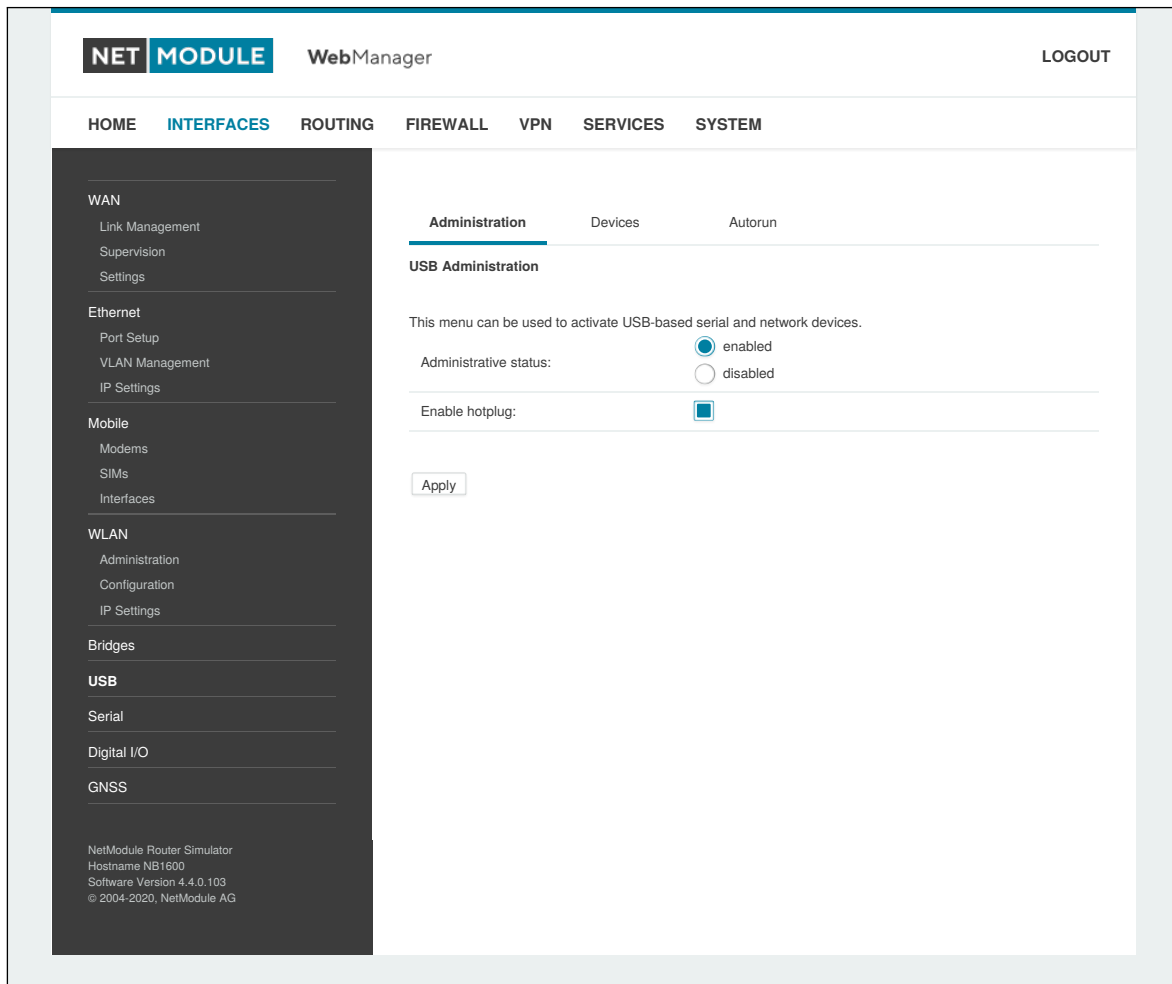 NET MODULE WebManager LOGOUT
HOME INTERFACES ROUTING FIREWALL VPN SERVICES SYSTEM
WAN
Link Management
Supervision
Settings
Ethernet
Port Setup
VLAN Management
IP Settings
Mobile
Modems
SIMs
Interfaces
WLAN
Administration
Configuration
IP Settings
Bridges
USB
Serial
Digital I/O
GNSS
NetModule Router Simulator
Hostname NB1600
Software Version 4.4.0.103
© 2004-2020, NetModule AG
Administration Devices Autorun
USB Administration
This menu can be used to activate USB-based serial and network devices.
Administrative status:
enabled
disabled
Enable hotplug:
Apply